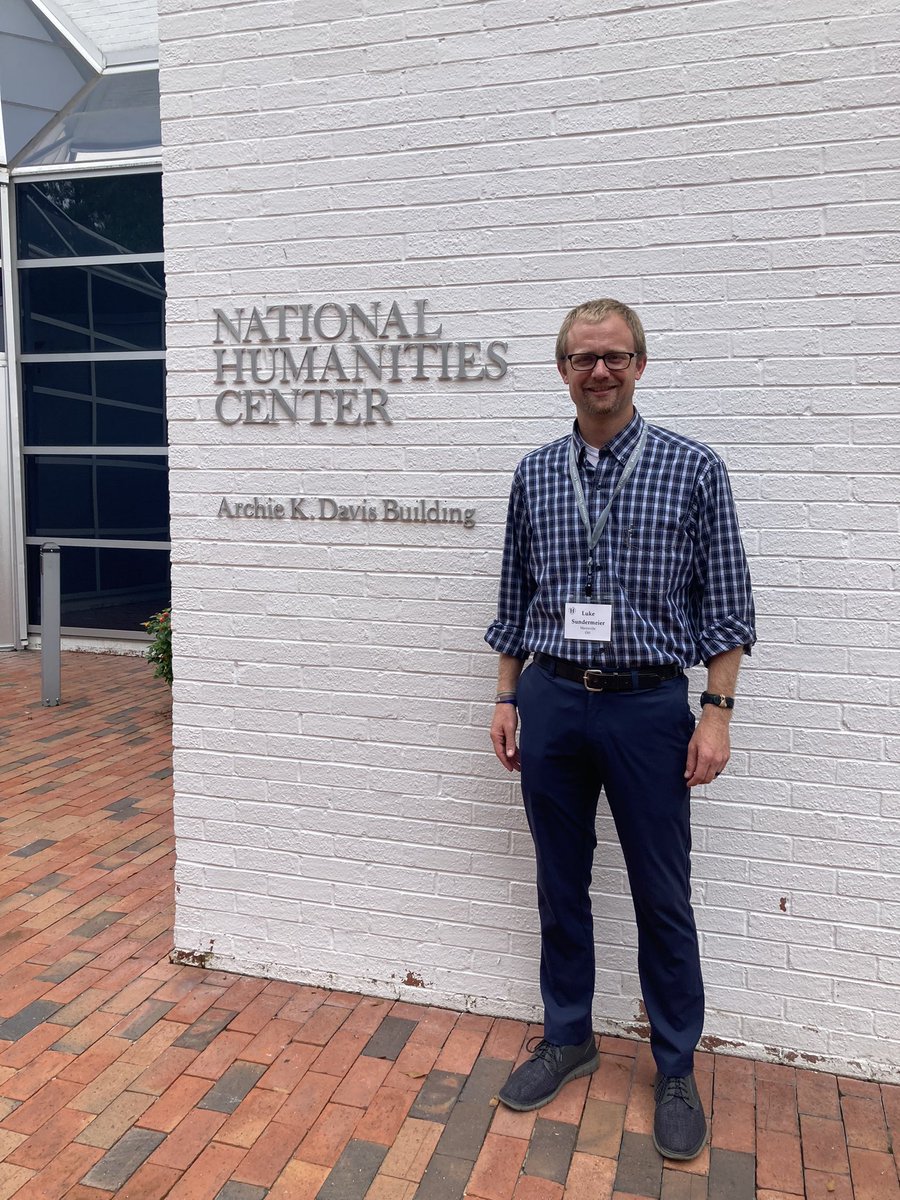 NATIONAL
HUMANITIES
CENTER
Archie K. Davis Building
Luke
Sundermeier